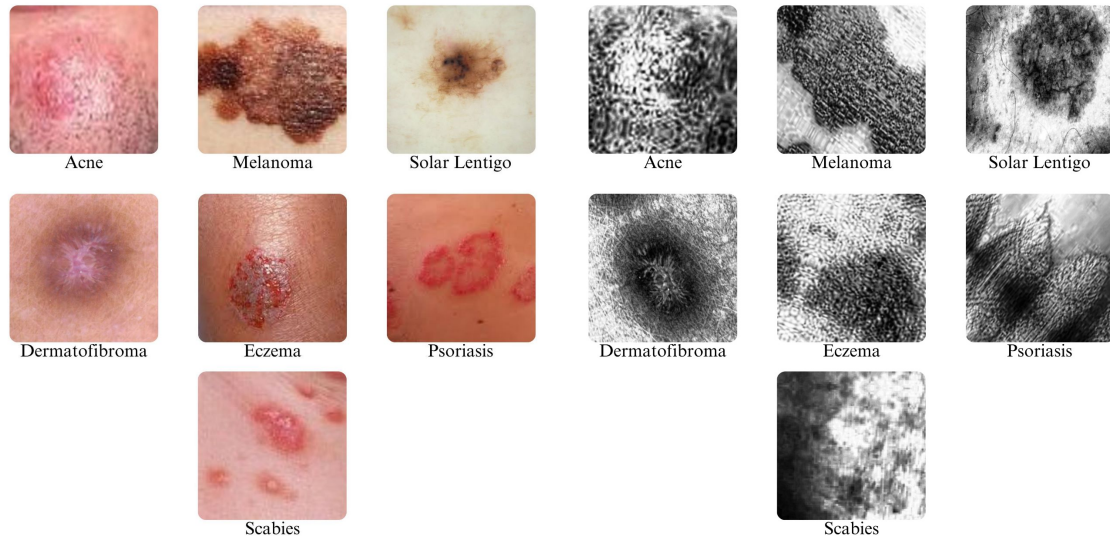 Acne Melanoma Solar Lentigo Acne Melanoma Solar Lentigo
Dermatofibroma Eczema Psoriasis Dermatofibroma Eczema Psoriasis
Scabies Scabies